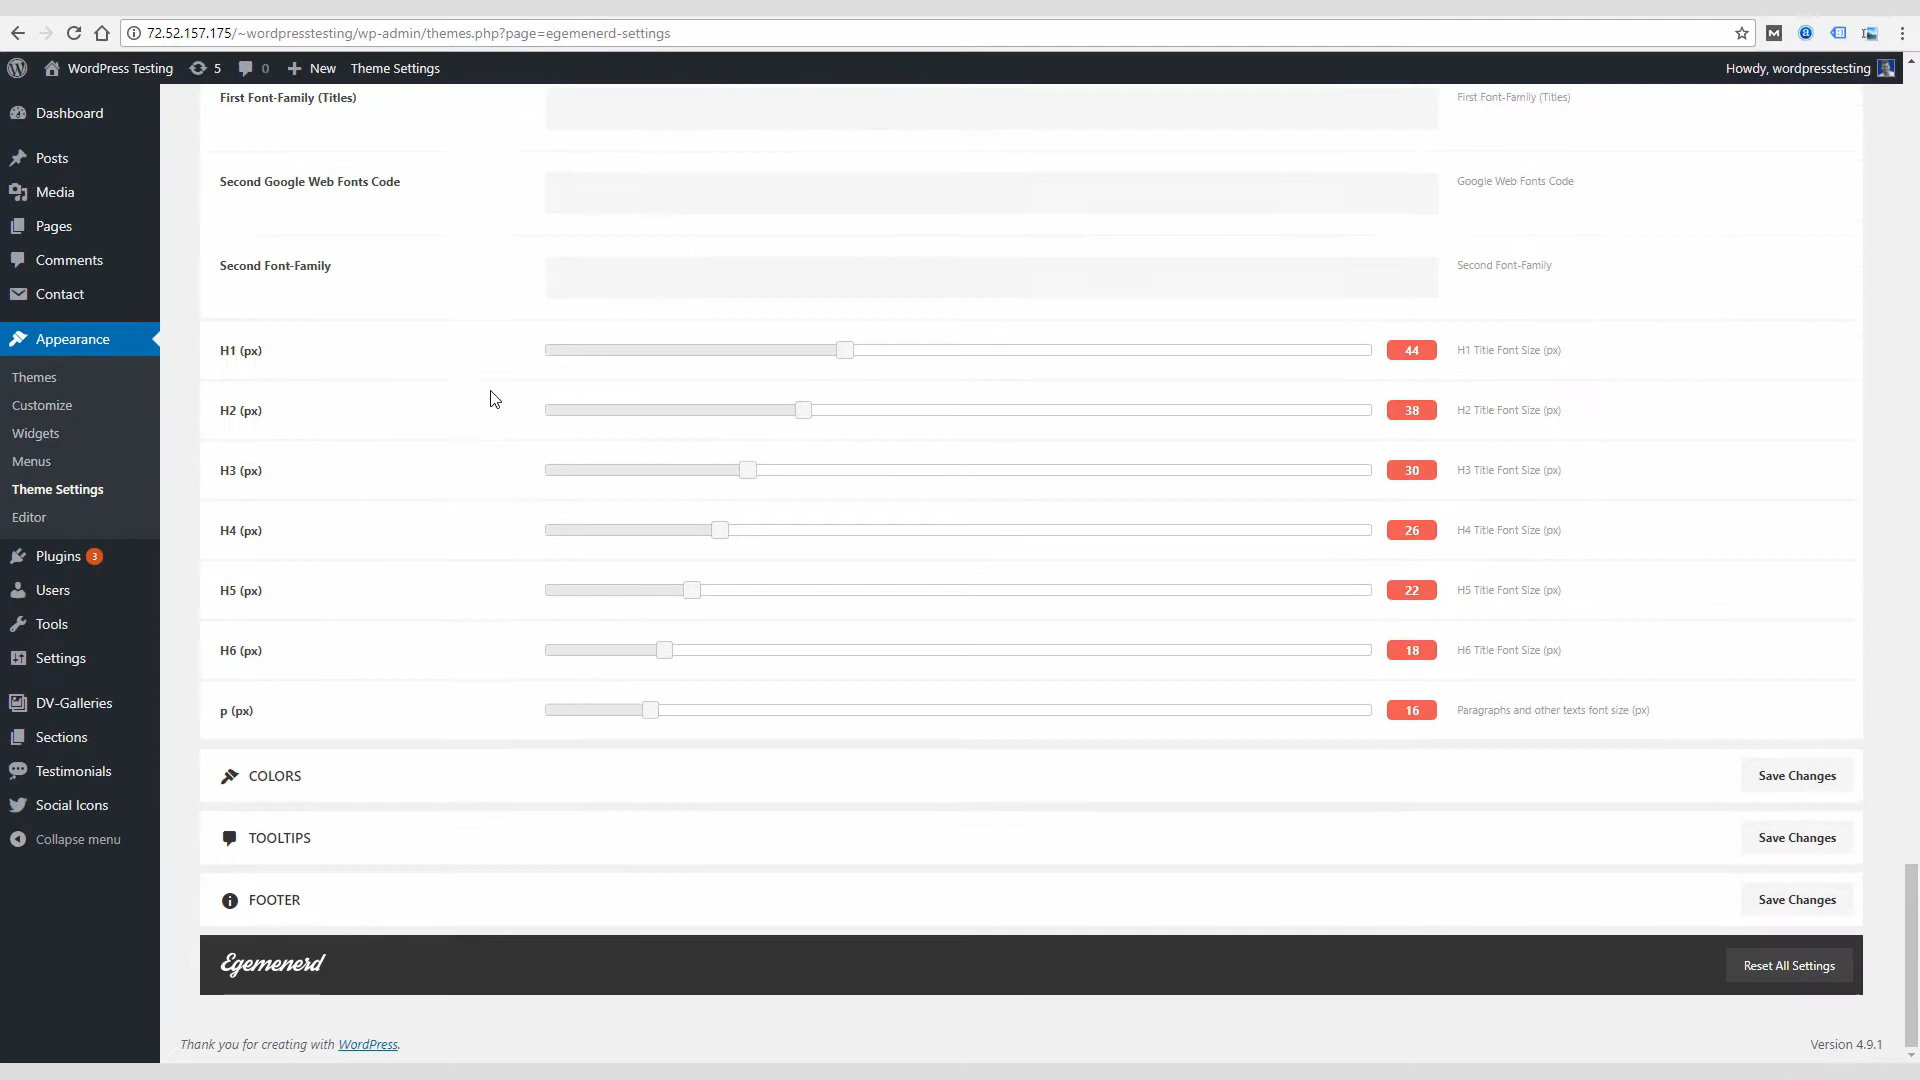 72.52.157.175/~wordpresstesting/wp-admin/themes.php?page=egemenerd-settings
WordPress Testing 5 0 New Theme Settings Howdy, wordpresstesting
Dashboard
Posts
Media
Pages
Comments
Contact
Appearance
Themes
Customize
Widgets
Menus
Theme Settings
Editor
Plugins 3
Users
Tools
Settings
DV-Galleries
Sections
Testimonials
Social Icons
Collapse menu
First Font-Family (Titles) First Font-Family (Titles)
Second Google Web Fonts Code Google Web Fonts Code
Second Font-Family Second Font-Family
H1 (px) 44 H1 Title Font Size (px)
H2 (px) 38 H2 Title Font Size (px)
H3 (px) 30 H3 Title Font Size (px)
H4 (px) 26 H4 Title Font Size (px)
H5 (px) 22 H5 Title Font Size (px)
H6 (px) 18 H6 Title Font Size (px)
p (px) 16 Paragraphs and other texts font size (px)
COLORS Save Changes
TOOLTIPS Save Changes
FOOTER Save Changes
Egemenerd Reset All Settings
Thank you for creating with WordPress. Version 4.9.1